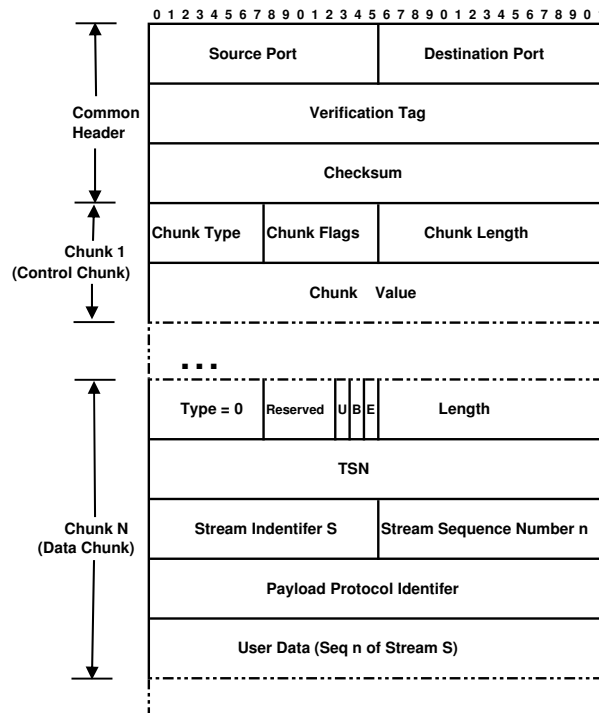 0 1 2 3 4 5 6 7 8 9 0 1 2 3 4 5 6 7 8 9 0 1 2 3 4 5 6 7 8 9 0 1
Source Port Destination Port
Common
Header
Verification Tag
Checksum
Chunk 1
(Control Chunk)
Chunk Type Chunk Flags Chunk Length
Chunk Value
...
Type = 0 Reserved U B E Length
TSN
Chunk N
(Data Chunk)
Stream Indentifer S Stream Sequence Number n
Payload Protocol Identifer
User Data (Seq n of Stream S)